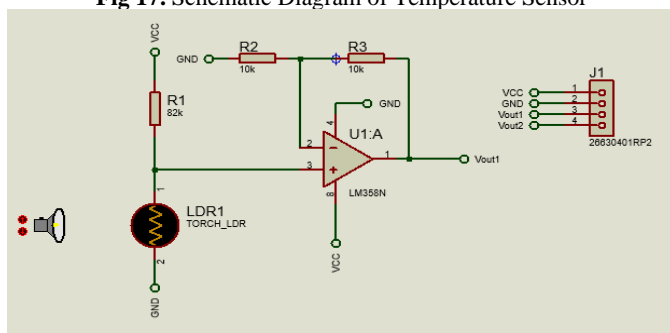 Fig 17. Schematic Diagram of Temperature Sensor
VCC
R1
82k
GND
R2
10k
R3
10k
4
GND
U1:A
2
3
1
8
LM358N
Vout1
VCC
1
LDR1
TORCH_LDR
2
GND
J1
VCC 1
GND 2
Vout1 3
Vout2 4
26630401RP2